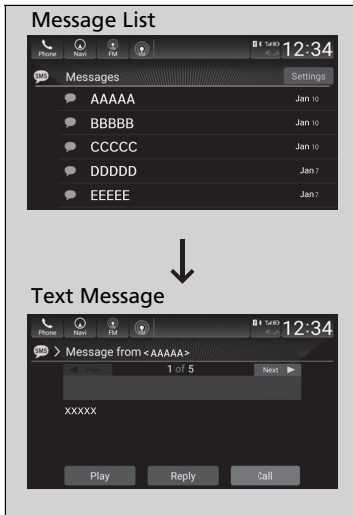 Message List
Phone Navi FM 12:34
SMS Messages Settings
AAAAA Jan 10
BBBBB Jan 10
CCCCC Jan 10
DDDDD Jan 7
EEEEE Jan 7
Text Message
Phone Navi FM 12:34
SMS > Message from <AAAAA>
Prev 1 of 5 Next
xxxxx
Play Reply Call